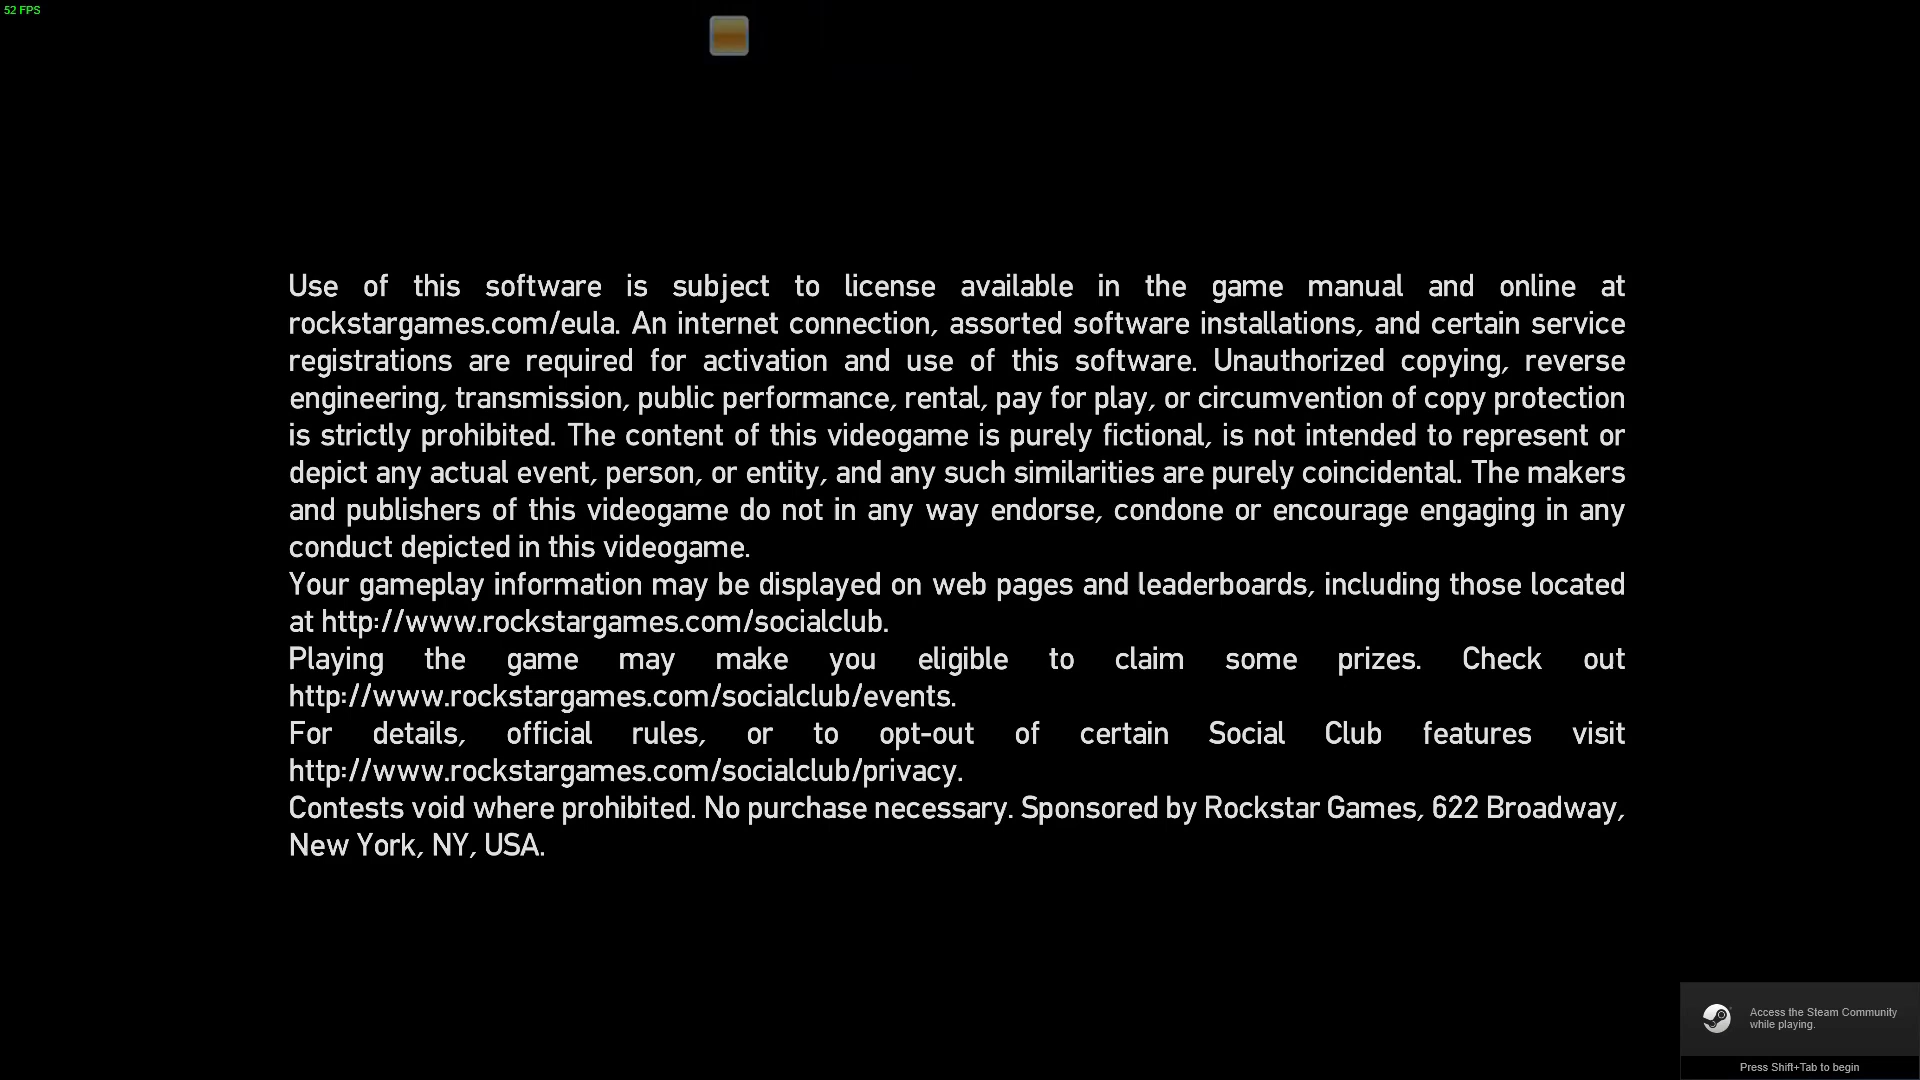 52 FPS
Use of this software is subject to license available in the game manual and online at
rockstargames.com/eula. An internet connection, assorted software installations, and certain service
registrations are required for activation and use of this software. Unauthorized copying, reverse
engineering, transmission, public performance, rental, pay for play, or circumvention of copy protection
is strictly prohibited. The content of this videogame is purely fictional, is not intended to represent or
depict any actual event, person, or entity, and any such similarities are purely coincidental. The makers
and publishers of this videogame do not in any way endorse, condone or encourage engaging in any
conduct depicted in this videogame.
Your gameplay information may be displayed on web pages and leaderboards, including those located
at http://www.rockstargames.com/socialclub.
Playing the game may make you eligible to claim some prizes. Check out
http://www.rockstargames.com/socialclub/events.
For details, official rules, or to opt-out of certain Social Club features visit
http://www.rockstargames.com/socialclub/privacy.
Contests void where prohibited. No purchase necessary. Sponsored by Rockstar Games, 622 Broadway,
New York, NY, USA.
Access the Steam Community
while playing.
Press Shift+Tab to begin